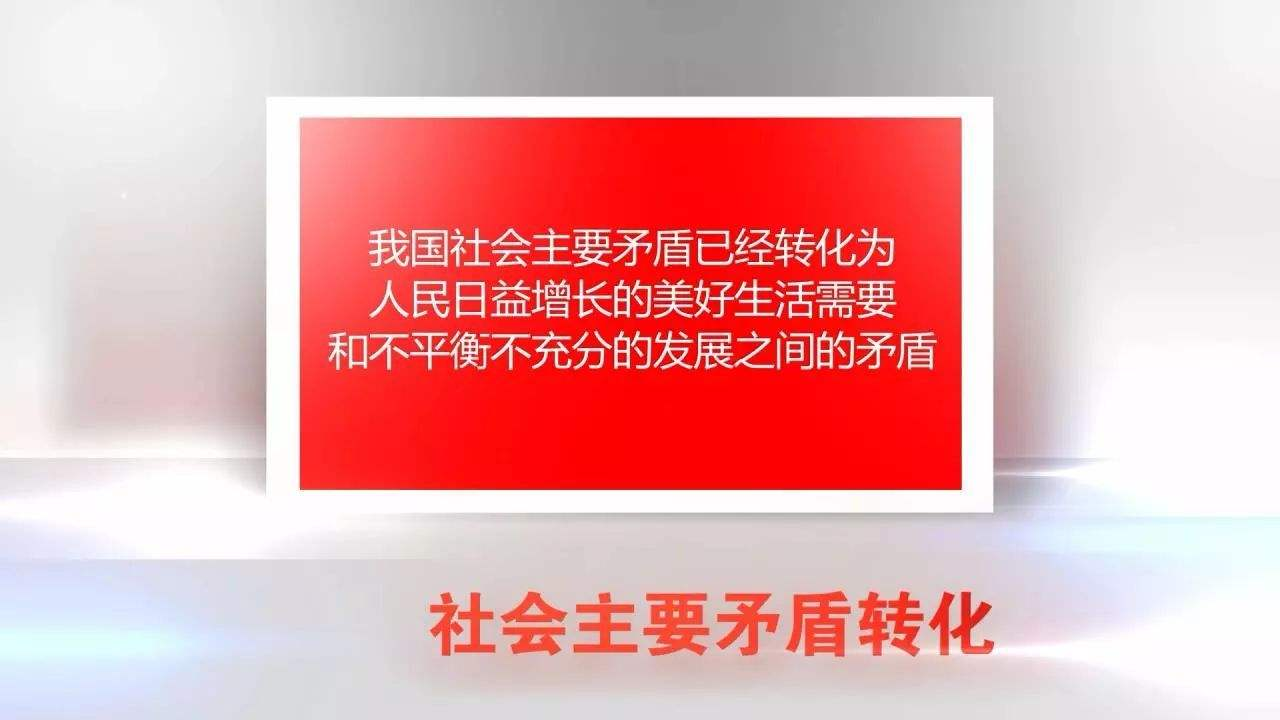 我国社会主要矛盾已经转化为
人民日益增长的美好生活需要
和不平衡不充分的发展之间的矛盾
社会主要矛盾转化